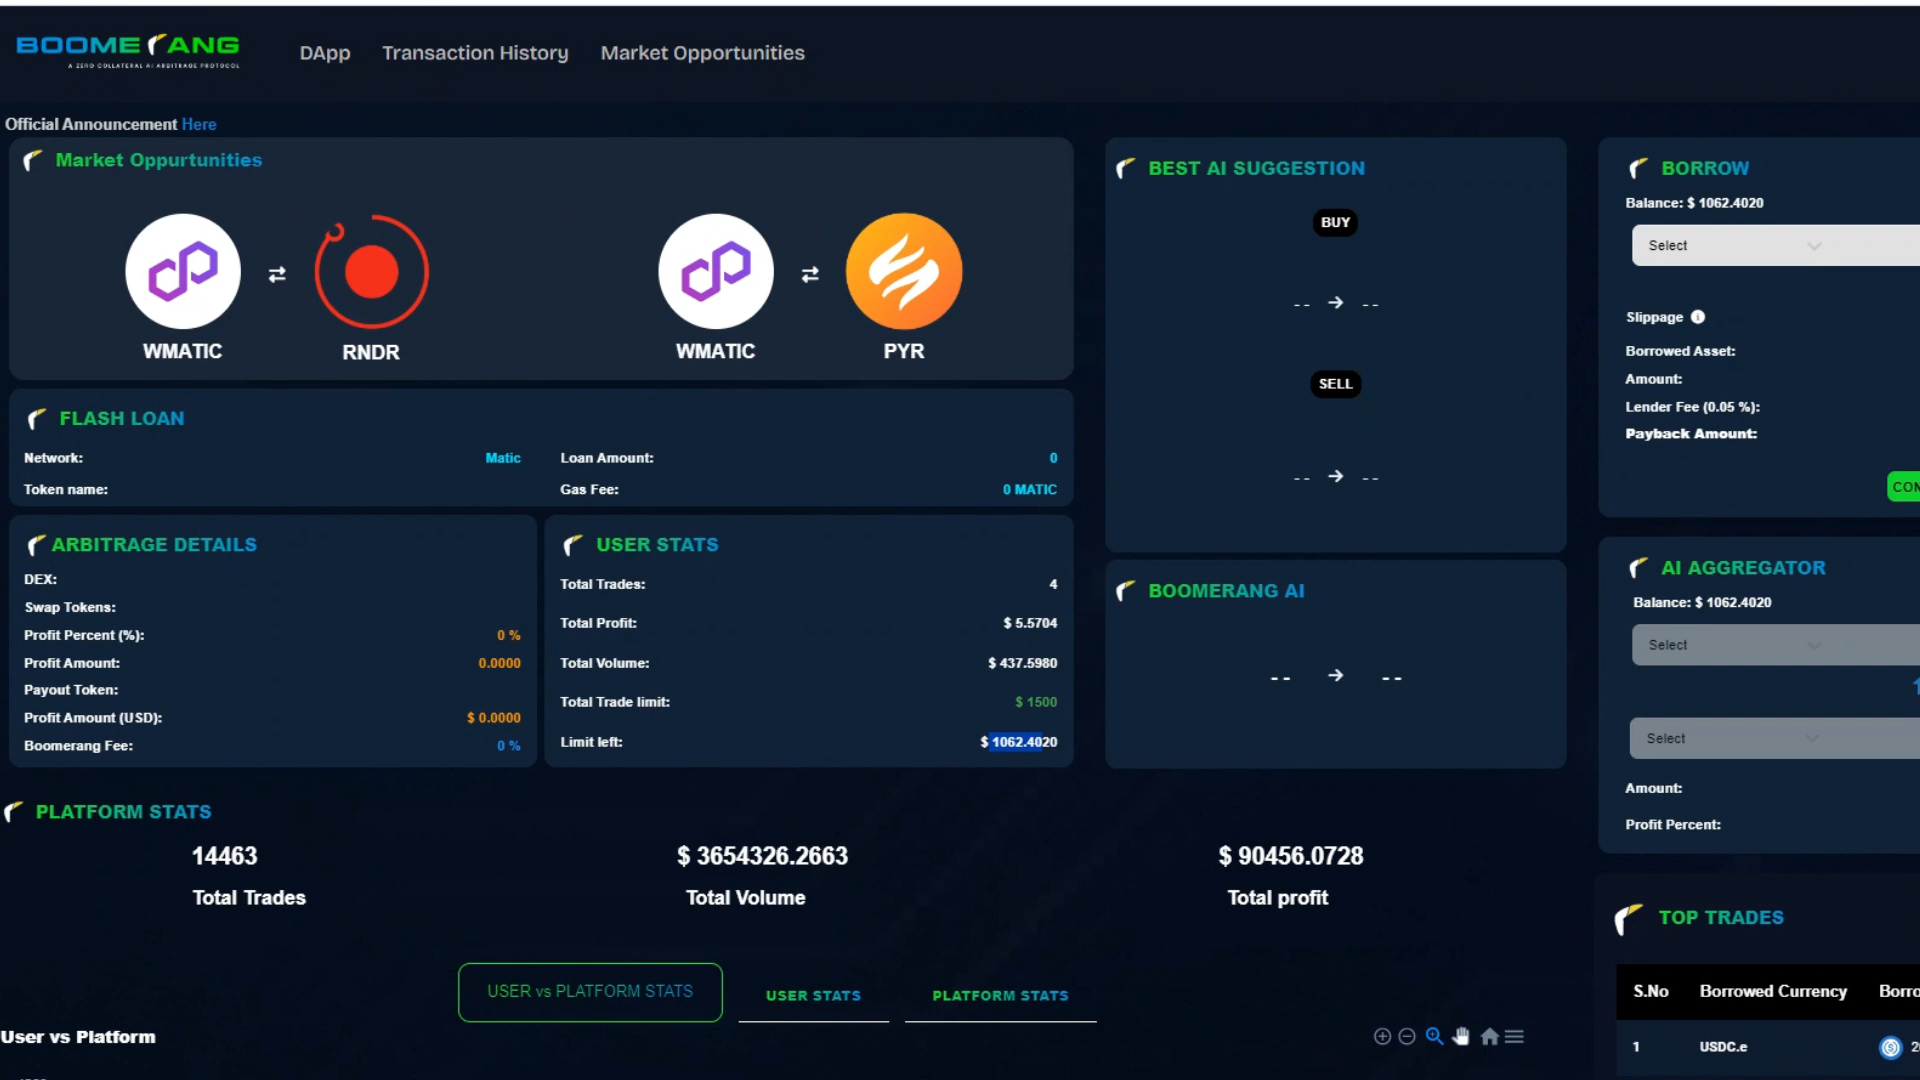 BOOMERANG
A ZERO COLLATERAL AI ARBITRAGE PROTOCOL
DApp
Transaction History
Market Opportunities
Official Announcement Here
Market Oppurtunities
WMATIC
RNDR
WMATIC
PYR
FLASH LOAN
Network: Matic
Loan Amount: 0
Token name:
Gas Fee: 0 MATIC
ARBITRAGE DETAILS
DEX:
Swap Tokens:
Profit Percent (%): 0 %
Profit Amount: 0.0000
Payout Token:
Profit Amount (USD): $ 0.0000
Boomerang Fee: 0 %
USER STATS
Total Trades: 4
Total Profit: $ 5.5704
Total Volume: $ 437.5980
Total Trade limit: $ 1500
Limit left: $ 1062.4020
BEST AI SUGGESTION
BUY
-- → --
SELL
-- → --
BOOMERANG AI
-- → --
BORROW
Balance: $ 1062.4020
Select
Slippage
Borrowed Asset:
Amount:
Lender Fee (0.05 %):
Payback Amount:
CON
AI AGGREGATOR
Balance: $ 1062.4020
Select
Select
Amount:
Profit Percent:
PLATFORM STATS
14463
Total Trades
$ 3654326.2663
Total Volume
$ 90456.0728
Total profit
USER vs PLATFORM STATS
USER STATS
PLATFORM STATS
User vs Platform
TOP TRADES
S.No Borrowed Currency Borro
1 USDC.e